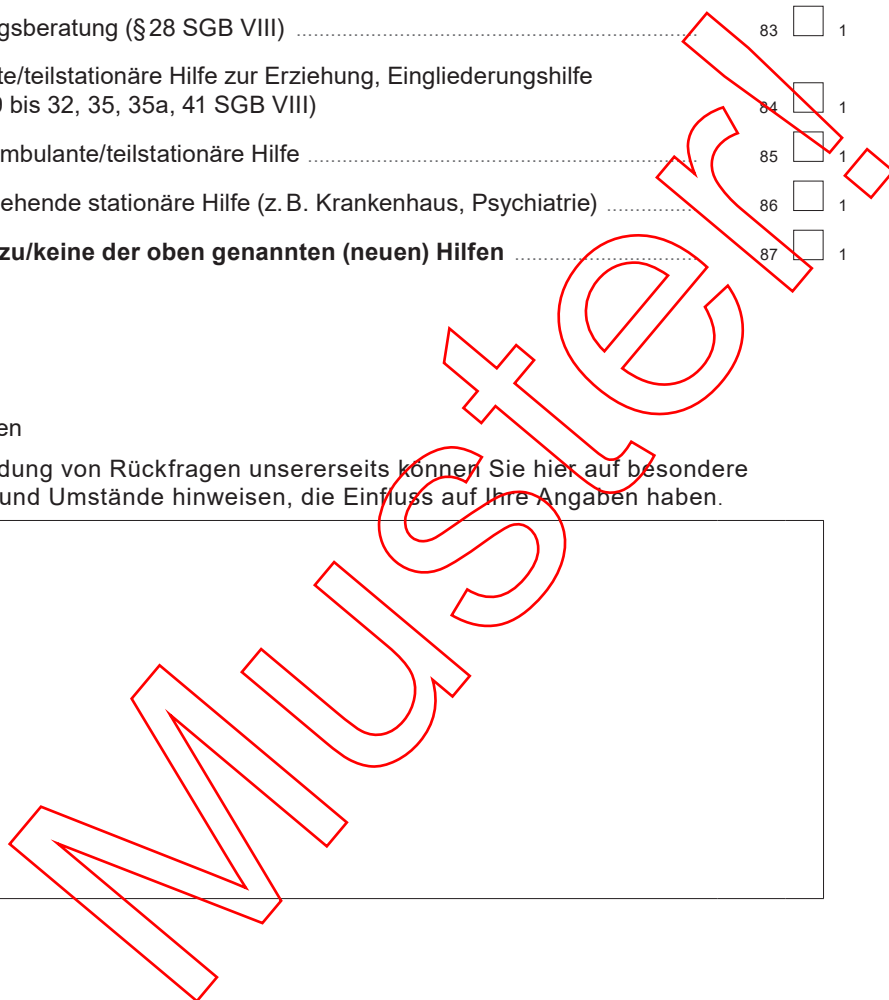 gsberatung (§ 28 SGB VIII) 83 1
te/teilstationäre Hilfe zur Erziehung, Eingliederungshilfe
bis 32, 35, 35a, 41 SGB VIII) 84 1
mbulante/teilstationäre Hilfe 85 1
ehende stationäre Hilfe (z. B. Krankenhaus, Psychiatrie) 86 1
zu/keine der oben genannten (neuen) Hilfen 87 1
en
dung von Rückfragen unsererseits können Sie hier auf besondere
und Umstände hinweisen, die Einfluss auf Ihre Angaben haben.
Muster!